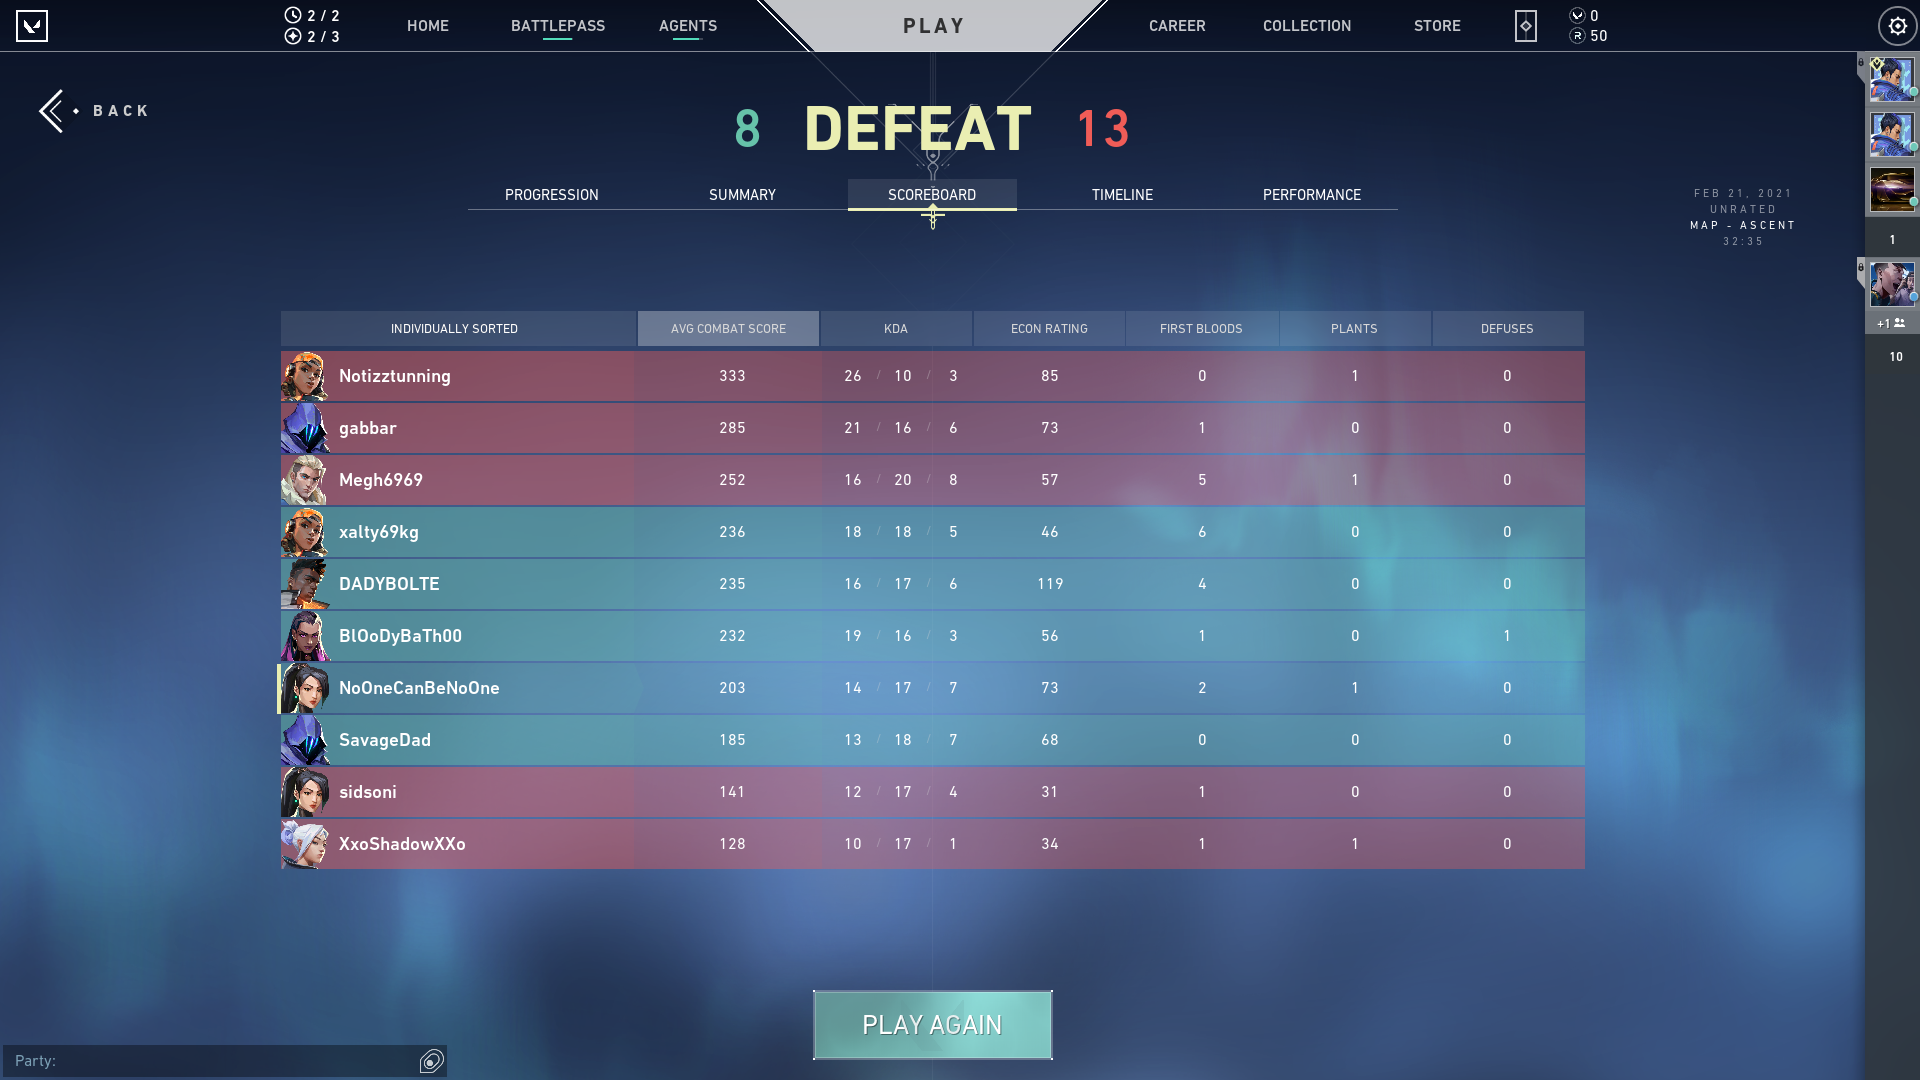 2 / 2
2 / 3
HOME
BATTLEPASS
AGENTS
PLAY
CAREER
COLLECTION
STORE
0
R 50
BACK
8 DEFEAT 13
PROGRESSION SUMMARY SCOREBOARD TIMELINE PERFORMANCE
FEB 21, 2021
UNRATED
MAP - ASCENT
32:35
1
+1
10
INDIVIDUALLY SORTED AVG COMBAT SCORE KDA ECON RATING FIRST BLOODS PLANTS DEFUSES
Notizztunning 333 26 / 10 / 3 85 0 1 0
gabbar 285 21 / 16 / 6 73 1 0 0
Megh6969 252 16 / 20 / 8 57 5 1 0
xalty69kg 236 18 / 18 / 5 46 6 0 0
DADYBOLTE 235 16 / 17 / 6 119 4 0 0
BlOoDyBaTh00 232 19 / 16 / 3 56 1 0 1
NoOneCanBeNoOne 203 14 / 17 / 7 73 2 1 0
SavageDad 185 13 / 18 / 7 68 0 0 0
sidsoni 141 12 / 17 / 4 31 1 0 0
XxoShadowXXo 128 10 / 17 / 1 34 1 1 0
PLAY AGAIN
Party: